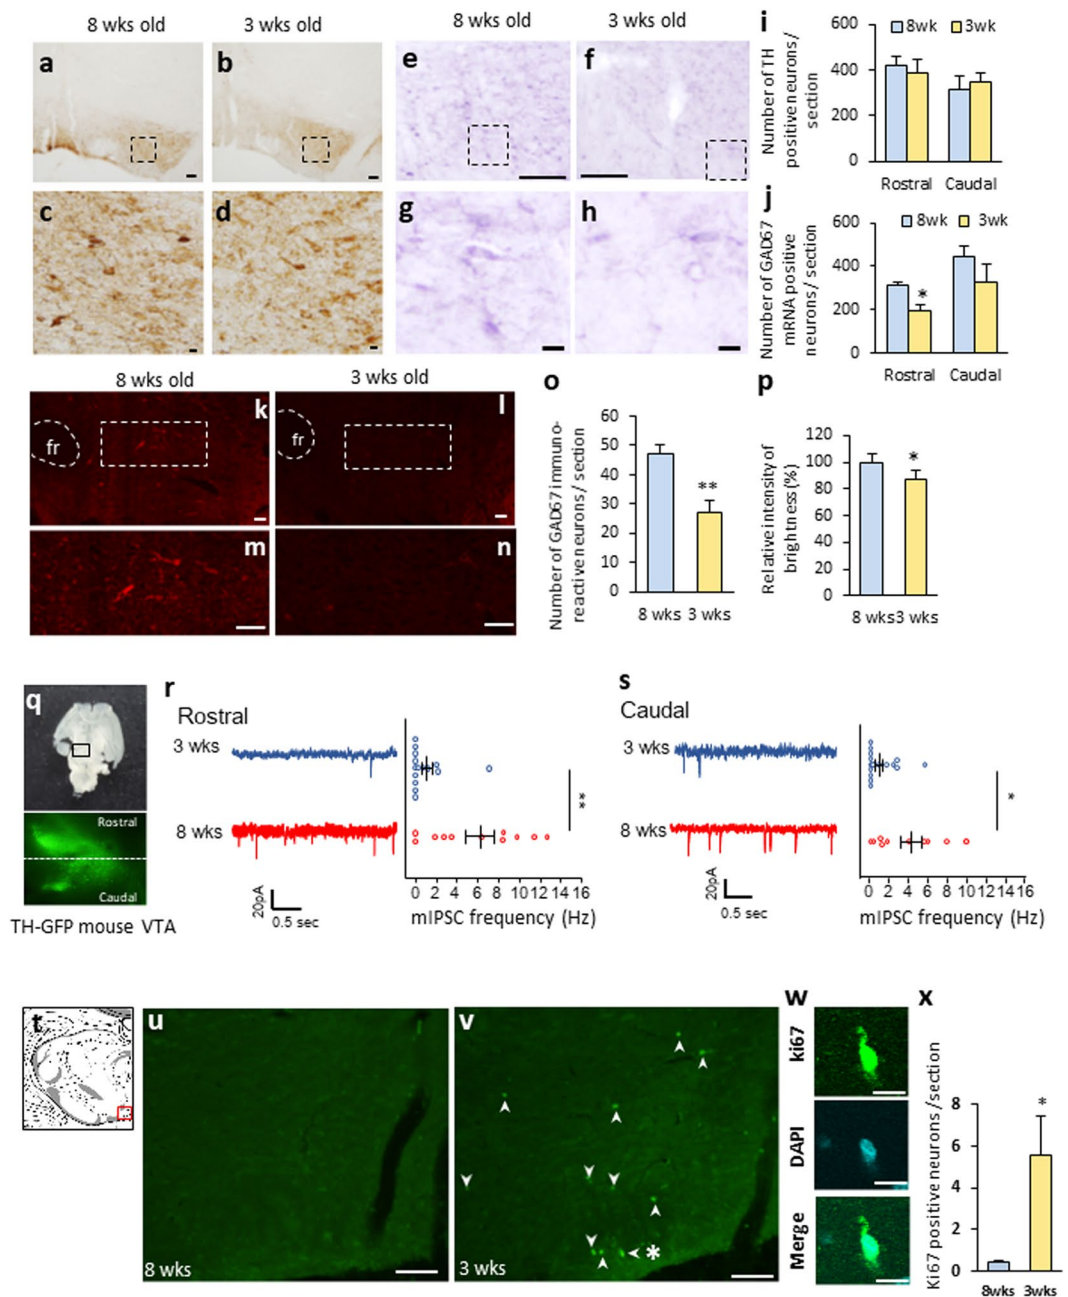 8 wks old
3 wks old
8 wks old
3 wks old
a
b
e
f
c
d
g
h
i
8wk
3wk
Number of TH
positive neurons/
section
600
400
200
0
Rostral
Caudal
j
8wk
3wk
Number of GAD67
mRNA positive
neurons / section
600
400
200
0
*
Rostral
Caudal
8 wks old
3 wks old
k
fr
l
fr
m
n
o
Number of GAD67 immuno-
reactive neurons / section
60
50
40
30
20
10
0
**
8 wks 3 wks
p
Relative intensity of
brightness (%)
120
100
80
60
40
20
0
*
8 wks3 wks
q
Rostral
Caudal
TH-GFP mouse VTA
r
Rostral
3 wks
8 wks
20pA
0.5 sec
**
0 2 4 6 8 10 12 14 16
mIPSC frequency (Hz)
s
Caudal
3 wks
8 wks
20pA
0.5 sec
*
0 2 4 6 8 10 12 14 16
mIPSC frequency (Hz)
t
u
8 wks
v
*
3 wks
w
ki67
DAPI
Merge
x
Ki67 positive neurons /section
8
6
4
2
0
*
8wks 3wks